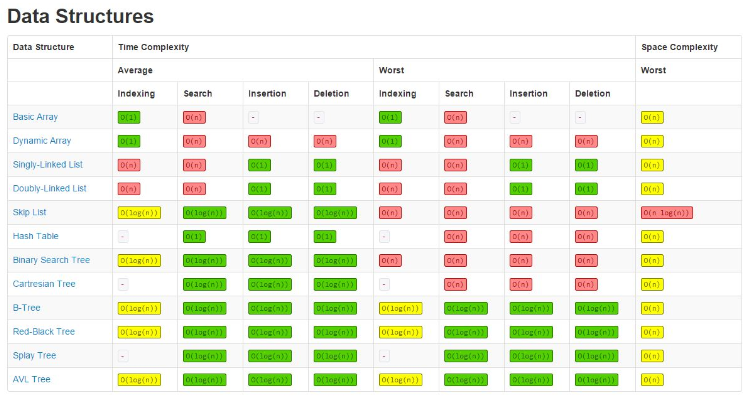 Data Structures
Data Structure Time Complexity Space Complexity
Average Worst Worst
Indexing Search Insertion Deletion Indexing Search Insertion Deletion
Basic Array O(1) O(n) - - O(1) O(n) - - O(n)
Dynamic Array O(1) O(n) O(n) O(n) O(1) O(n) O(n) O(n) O(n)
Singly-Linked List O(n) O(n) O(1) O(1) O(n) O(n) O(1) O(1) O(n)
Doubly-Linked List O(n) O(n) O(1) O(1) O(n) O(n) O(1) O(1) O(n)
Skip List O(log(n)) O(log(n)) O(log(n)) O(log(n)) O(n) O(n) O(n) O(n) O(n log(n))
Hash Table - O(1) O(1) O(1) - O(n) O(n) O(n) O(n)
Binary Search Tree O(log(n)) O(log(n)) O(log(n)) O(log(n)) O(n) O(n) O(n) O(n) O(n)
Cartresian Tree - O(log(n)) O(log(n)) O(log(n)) - O(n) O(n) O(n) O(n)
B-Tree O(log(n)) O(log(n)) O(log(n)) O(log(n)) O(log(n)) O(log(n)) O(log(n)) O(log(n)) O(n)
Red-Black Tree O(log(n)) O(log(n)) O(log(n)) O(log(n)) O(log(n)) O(log(n)) O(log(n)) O(log(n)) O(n)
Splay Tree - O(log(n)) O(log(n)) O(log(n)) - O(log(n)) O(log(n)) O(log(n)) O(n)
AVL Tree O(log(n)) O(log(n)) O(log(n)) O(log(n)) O(log(n)) O(log(n)) O(log(n)) O(log(n)) O(n)